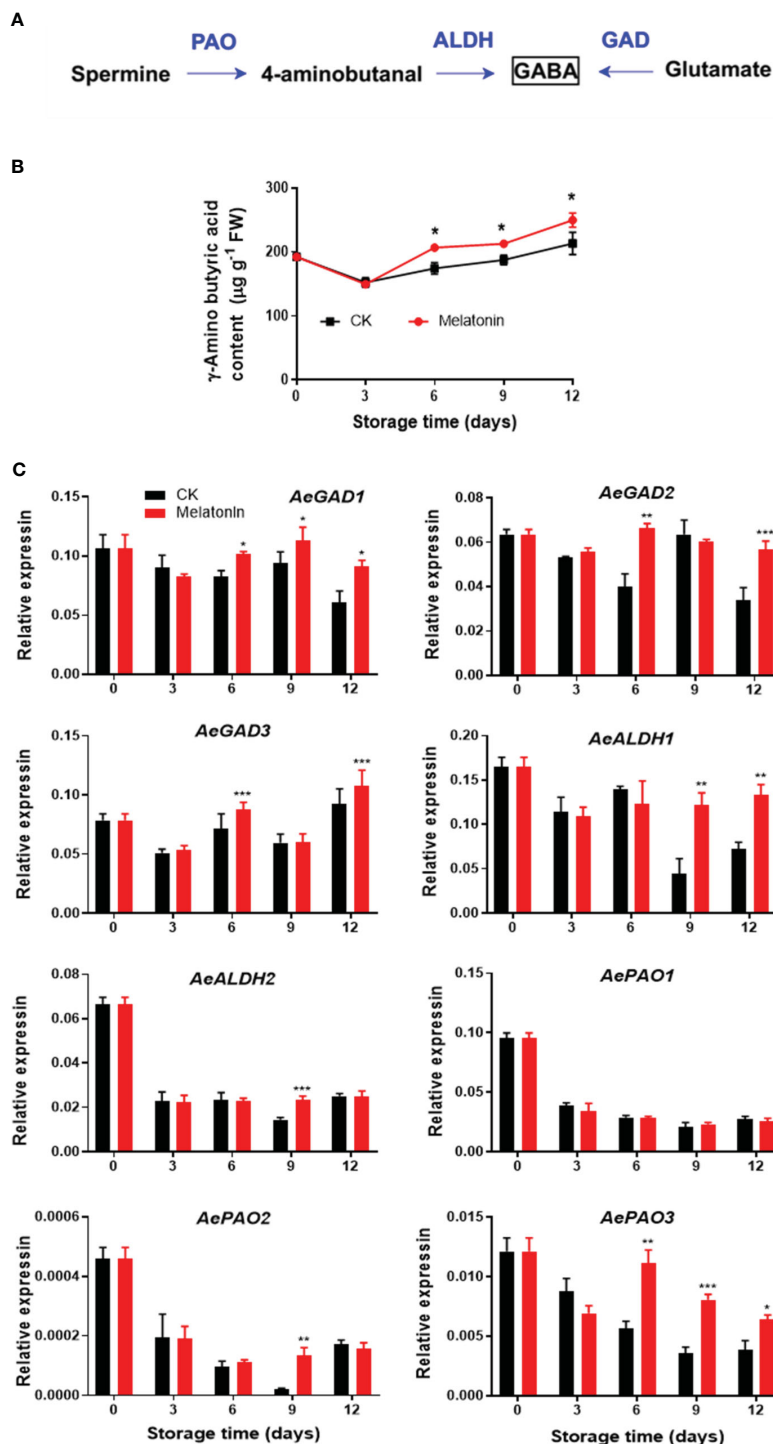 A
PAO ALDH GAD
Spermine 4-aminobutanal GABA Glutamate
B
γ-Amino butyric acid
content (µg g-1 FW)
300
200
100
0
* * *
CK Melatonin
0 3 6 9 12
Storage time (days)
C
AeGAD1
CK
Melatonin
Relative expressin
0.15
0.10
0.05
0.00
* * *
0 3 6 9 12
AeGAD2
Relative expressin
0.08
0.06
0.04
0.02
0.00
** ***
0 3 6 9 12
AeGAD3
Relative expressin
0.15
0.10
0.05
0.00
*** ***
0 3 6 9 12
AeALDH1
Relative expressin
0.20
0.15
0.10
0.05
0.00
** **
0 3 6 9 12
AeALDH2
Relative expressin
0.08
0.06
0.04
0.02
0.00
***
0 3 6 9 12
AePAO1
Relative expressin
0.15
0.10
0.05
0.00
0 3 6 9 12
AePAO2
Relative expressin
0.0006
0.0004
0.0002
0.0000
**
0 3 6 9 12
Storage time (days)
AePAO3
Relative expressin
0.015
0.010
0.005
0.000
** *** *
0 3 6 9 12
Storage time (days)